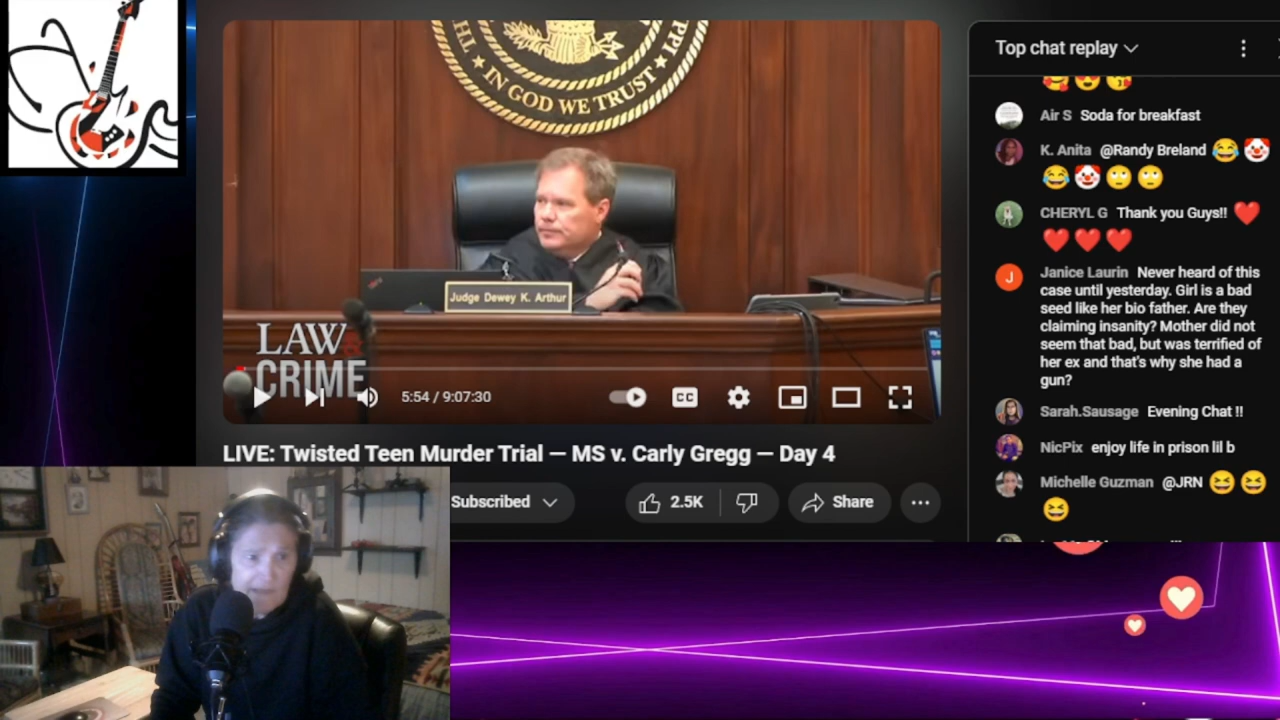 TH
IN GOD WE TRUST
PPI
Judge Dewey K. Arthur
LAW&
CRIME
5:54 / 9:07:30
CC
LIVE: Twisted Teen Murder Trial — MS v. Carly Gregg — Day 4
Subscribed
2.5K
Share
Top chat replay
Air S Soda for breakfast
K. Anita @Randy Breland
CHERYL G Thank you Guys!!
J
Janice Laurin Never heard of this
case until yesterday. Girl is a bad
seed like her bio father. Are they
claiming insanity? Mother did not
seem that bad, but was terrified of
her ex and that's why she had a
gun?
Sarah.Sausage Evening Chat !!
NicPix enjoy life in prison lil b
Michelle Guzman @JRN